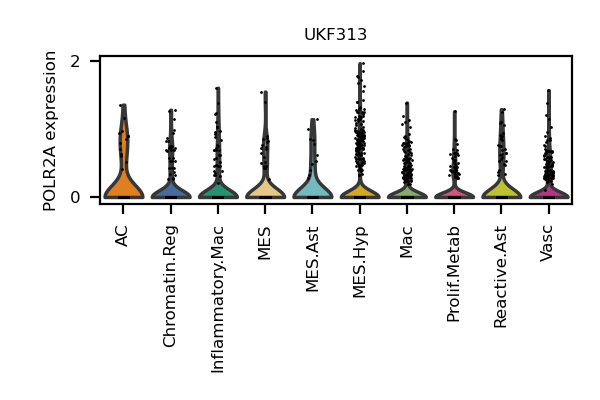 UKF313
POLR2A expression
2
0
AC
Chromatin.Reg
Inflammatory.Mac
MES
MES.Ast
MES.Hyp
Mac
Prolif.Metab
Reactive.Ast
Vasc